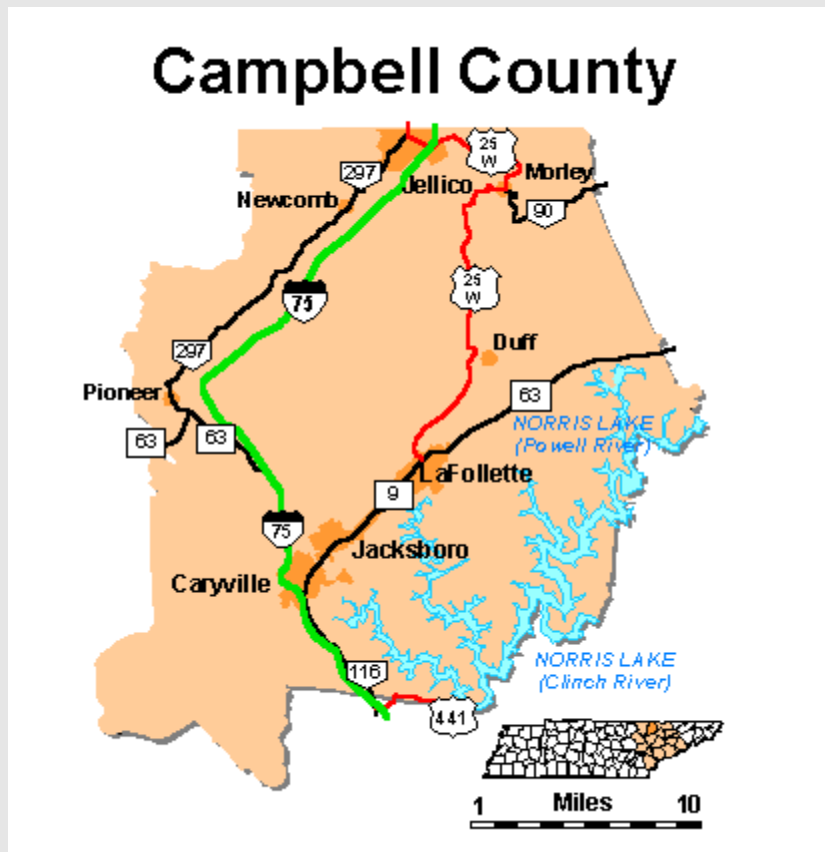 Campbell County
25
W
297
Jellico
Morley
Newcomb
90
75
25
W
297
Duff
Pioneer
63
63
63
NORRIS LAKE
(Powell River)
LaFollette
9
75
Jacksboro
Caryville
NORRIS LAKE
(Clinch River)
116
441
1 Miles 10